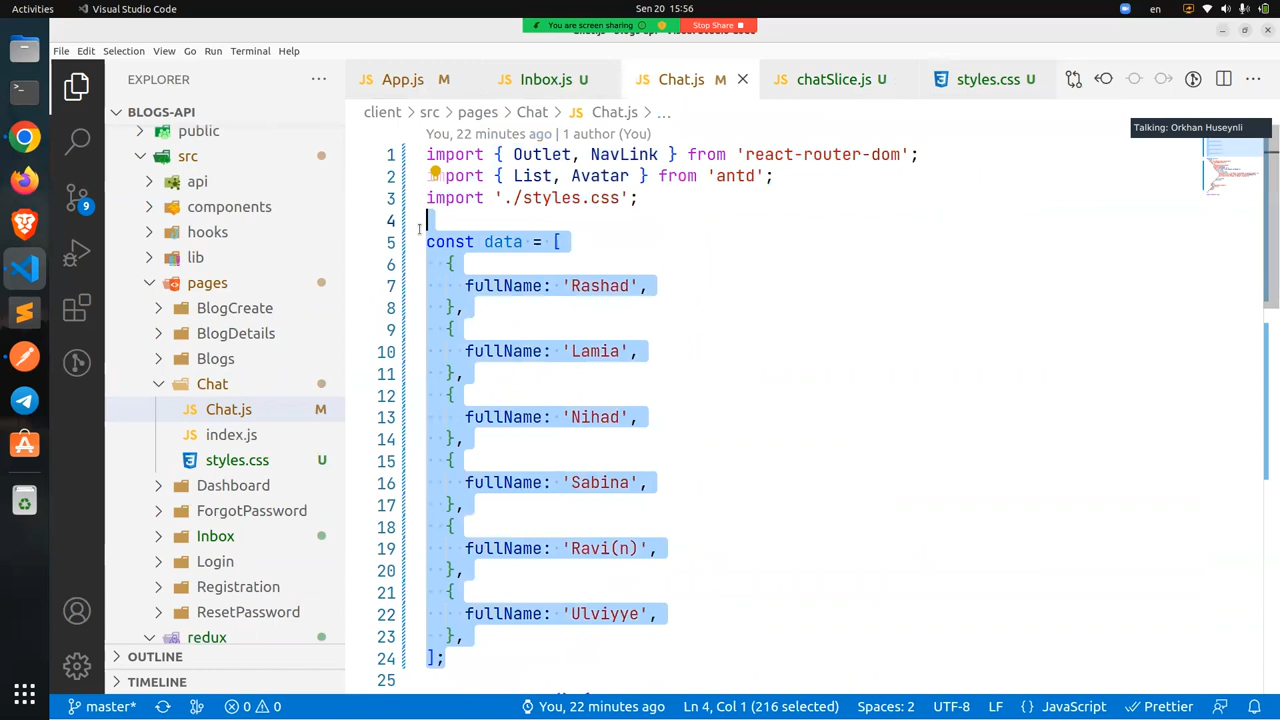 Activities
Visual Studio Code
Sen 20 15:56
en
You are screen sharing
Stop Share
File Edit Selection View Go Run Terminal Help
EXPLORER
App.js M
Inbox.js U
Chat.js M
chatSlice.js U
styles.css U
BLOGS-API
public
src
api
components
hooks
lib
pages
BlogCreate
BlogDetails
Blogs
Chat
Chat.js M
index.js
styles.css U
Dashboard
ForgotPassword
Inbox
Login
Registration
ResetPassword
redux
OUTLINE
TIMELINE
9
client > src > pages > Chat > JS Chat.js > ...
Talking: Orkhan Huseynli
You, 22 minutes ago | 1 author (You)
1 import { Outlet, NavLink } from 'react-router-dom';
2 import { List, Avatar } from 'antd';
3 import './styles.css';
4
5 const data = [
6 {
7 fullName: 'Rashad',
8 },
9 {
10 fullName: 'Lamia',
11 },
12 {
13 fullName: 'Nihad',
14 },
15 {
16 fullName: 'Sabina',
17 },
18 {
19 fullName: 'Ravi(n)',
20 },
21 {
22 fullName: 'Ulviyye',
23 },
24 ];
25
master* 0 0 You, 22 minutes ago Ln 4, Col 1 (216 selected) Spaces: 2 UTF-8 LF {} JavaScript Prettier